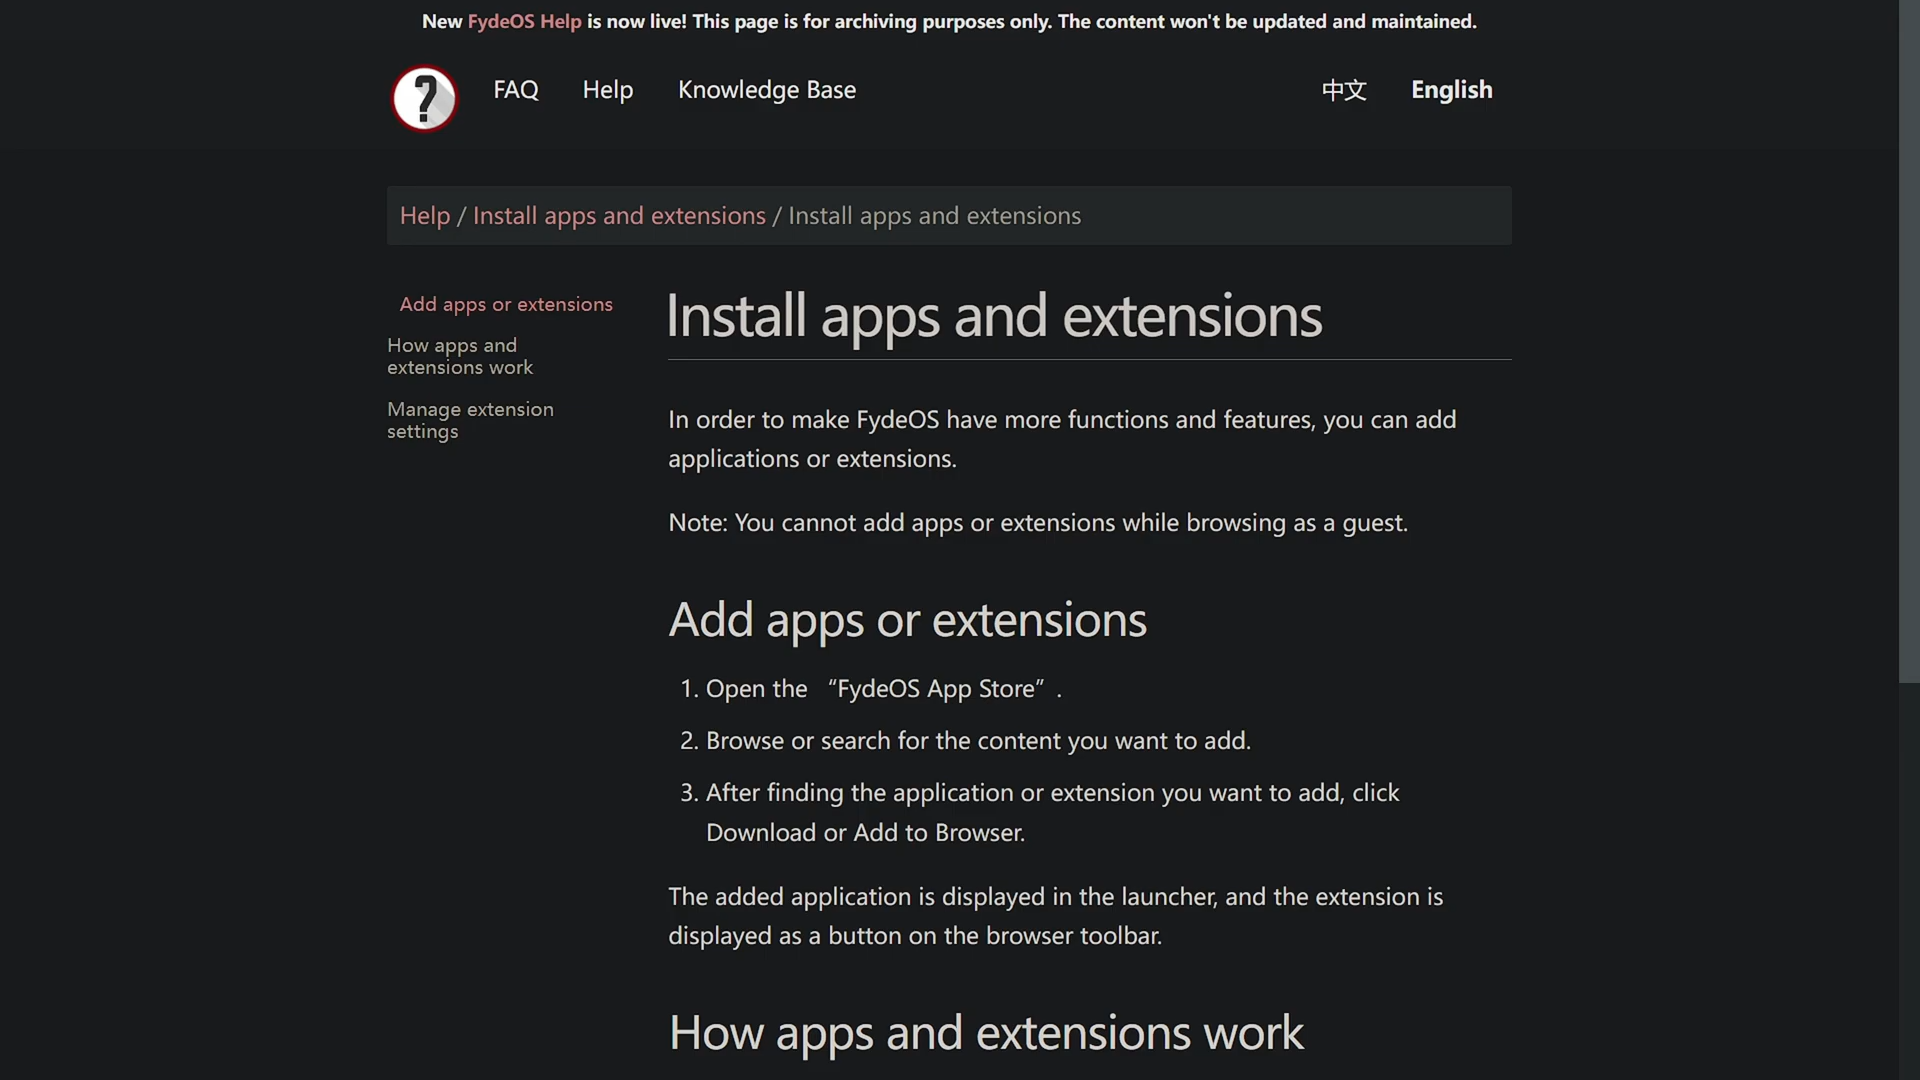 New FydeOS Help is now live! This page is for archiving purposes only. The content won't be updated and maintained.
?
FAQ
Help
Knowledge Base
中文
English
Help / Install apps and extensions / Install apps and extensions
Add apps or extensions
How apps and
extensions work
Manage extension
settings
Install apps and extensions
In order to make FydeOS have more functions and features, you can add
applications or extensions.
Note: You cannot add apps or extensions while browsing as a guest.
Add apps or extensions
1. Open the “FydeOS App Store” .
2. Browse or search for the content you want to add.
3. After finding the application or extension you want to add, click
Download or Add to Browser.
The added application is displayed in the launcher, and the extension is
displayed as a button on the browser toolbar.
How apps and extensions work